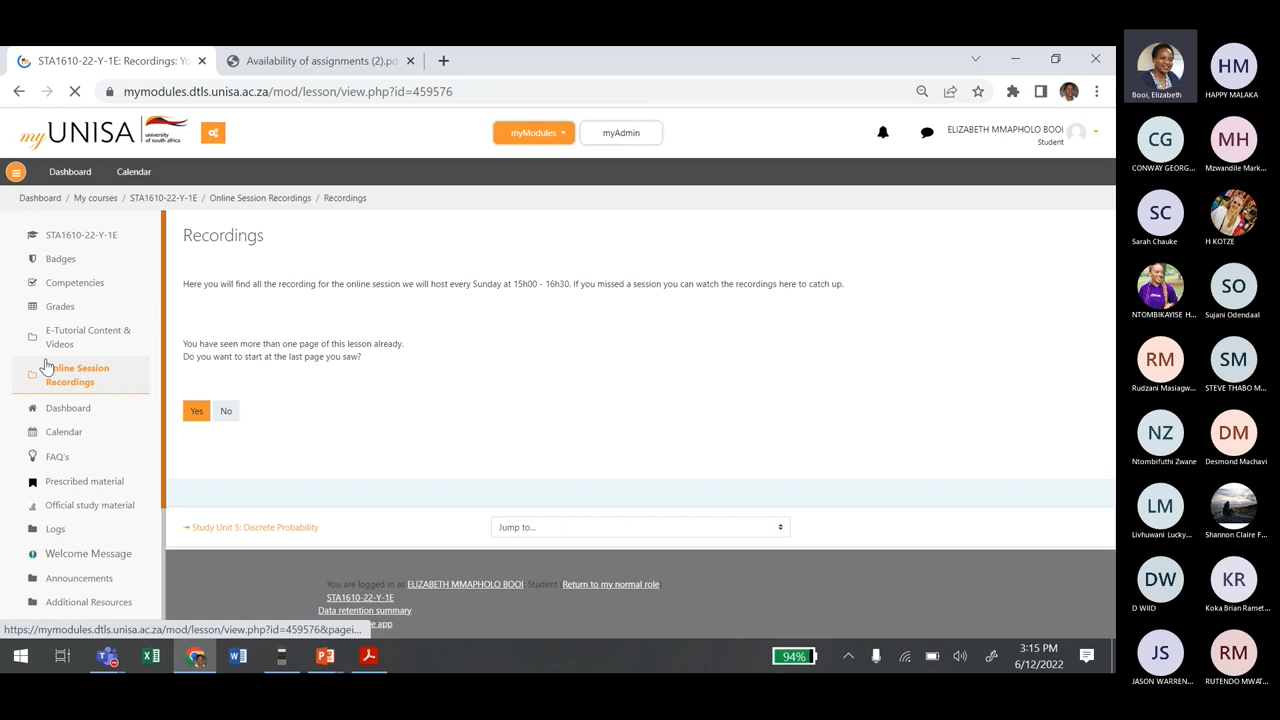 STA1610-22-Y-1E: Recordings: Yo
Availability of assignments (2).pd
mymodules.dtls.unisa.ac.za/mod/lesson/view.php?id=459576
myUNISA
university
of south africa
myModules
myAdmin
ELIZABETH MMAPHOLO BOOI
Student
Dashboard
Calendar
Dashboard / My courses / STA1610-22-Y-1E / Online Session Recordings / Recordings
STA1610-22-Y-1E
Badges
Competencies
Grades
E-Tutorial Content &
Videos
Online Session
Recordings
Dashboard
Calendar
FAQ's
Prescribed material
Official study material
Logs
Welcome Message
Announcements
Additional Resources
Recordings
Here you will find all the recording for the online session we will host every Sunday at 15h00 - 16h30. If you missed a session you can watch the recordings here to catch up.
You have seen more than one page of this lesson already.
Do you want to start at the last page you saw?
Yes
No
Study Unit 5: Discrete Probability
Jump to...
You are logged in as ELIZABETH MMAPHOLO BOOI Student (Return to my normal role)
STA1610-22-Y-1E
Data retention summary
app
https://mymodules.dtls.unisa.ac.za/mod/lesson/view.php?id=459576&pagei...
94%
3:15 PM
6/12/2022
Booi, Elizabeth
HM
HAPPY MALAKA
CG
CONWAY GEORG...
MH
Mzwandile Mark...
SC
Sarah Chauke
H KOTZE
NTOMBIKAYISE H...
SO
Sujani Odendaal
RM
Rudzani Masiagw...
SM
STEVE THABO M...
NZ
Ntombifuthi Zwane
DM
Desmond Machavi
LM
Livhuwani Lucky...
Shannon Claire F...
DW
D WIID
KR
Koka Brian Ramet...
JS
JASON WARREN...
RM
RUTENDO MWAT...